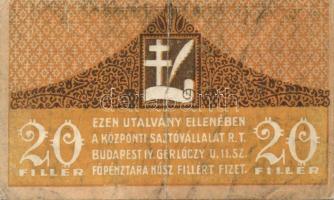 EZEN UTALVÁNY ELLENÉBEN
A KÖZPONTI SAJTÓVÁLLALAT R.T.
BUDAPEST IV. GERLÓCZY U. 11. SZ.
FŐPÉNZTÁRA HÚSZ FILLÉRT FIZET.
20
FILLÉR
20
FILLÉR